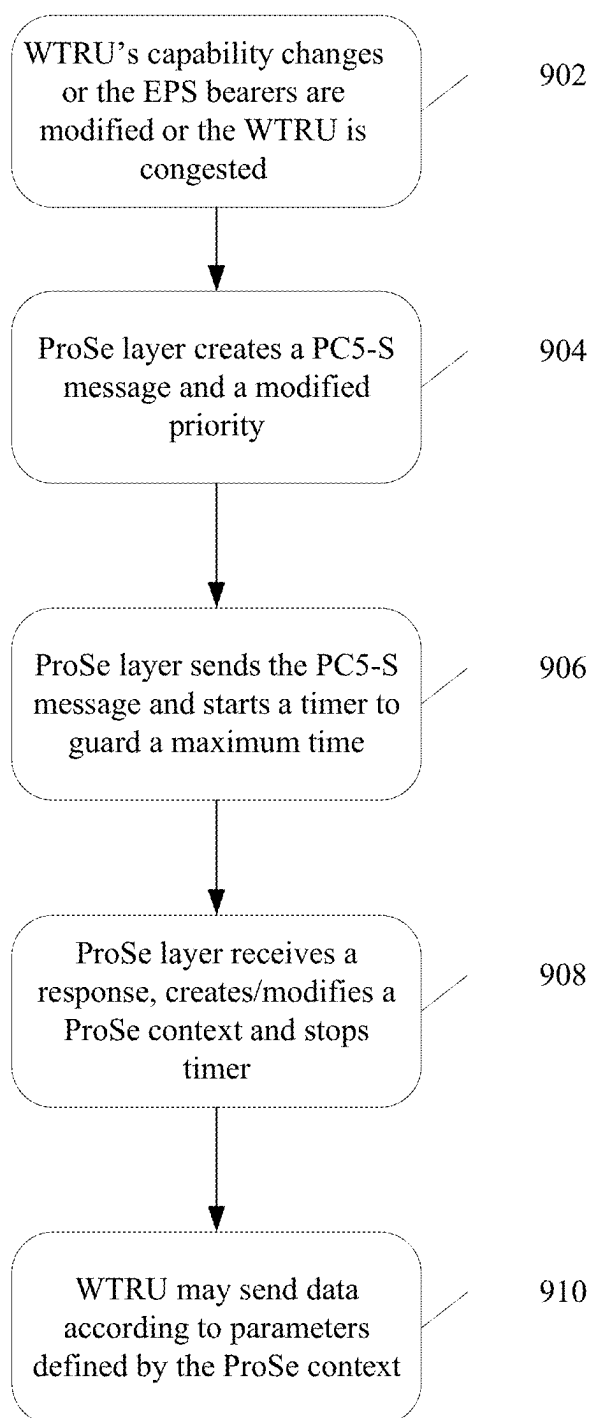 WTRU's capability changes
or the EPS bearers are
modified or the WTRU is
congested
902
ProSe layer creates a PC5-S
message and a modified
priority
904
ProSe layer sends the PC5-S
message and starts a timer to
guard a maximum time
906
ProSe layer receives a
response, creates/modifies a
ProSe context and stops
timer
908
WTRU may send data
according to parameters
defined by the ProSe context
910